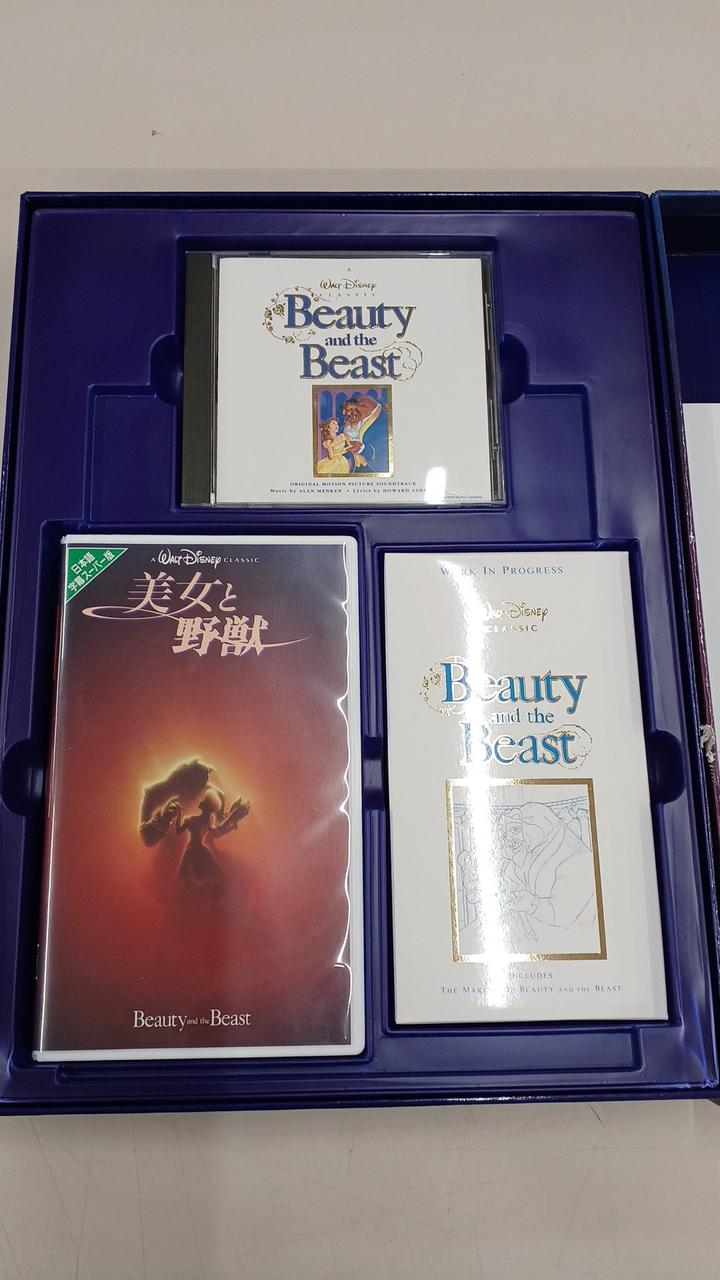 A
WALT DISNEY
CLASSIC
Beauty
and the
Beast
ORIGINAL MOTION PICTURE SOUNDTRACK
Music by ALAN MENKEN • Lyrics by HOWARD
日本語
字幕スーパー版
A WALT DISNEY CLASSIC
美女と
野獣
Beauty and the Beast
WORK IN PROGRESS
WALT DISNEY
CLASSIC
Beauty
and the
Beast
INCLUDES
THE MAKING OF BEAUTY AND THE BEAST